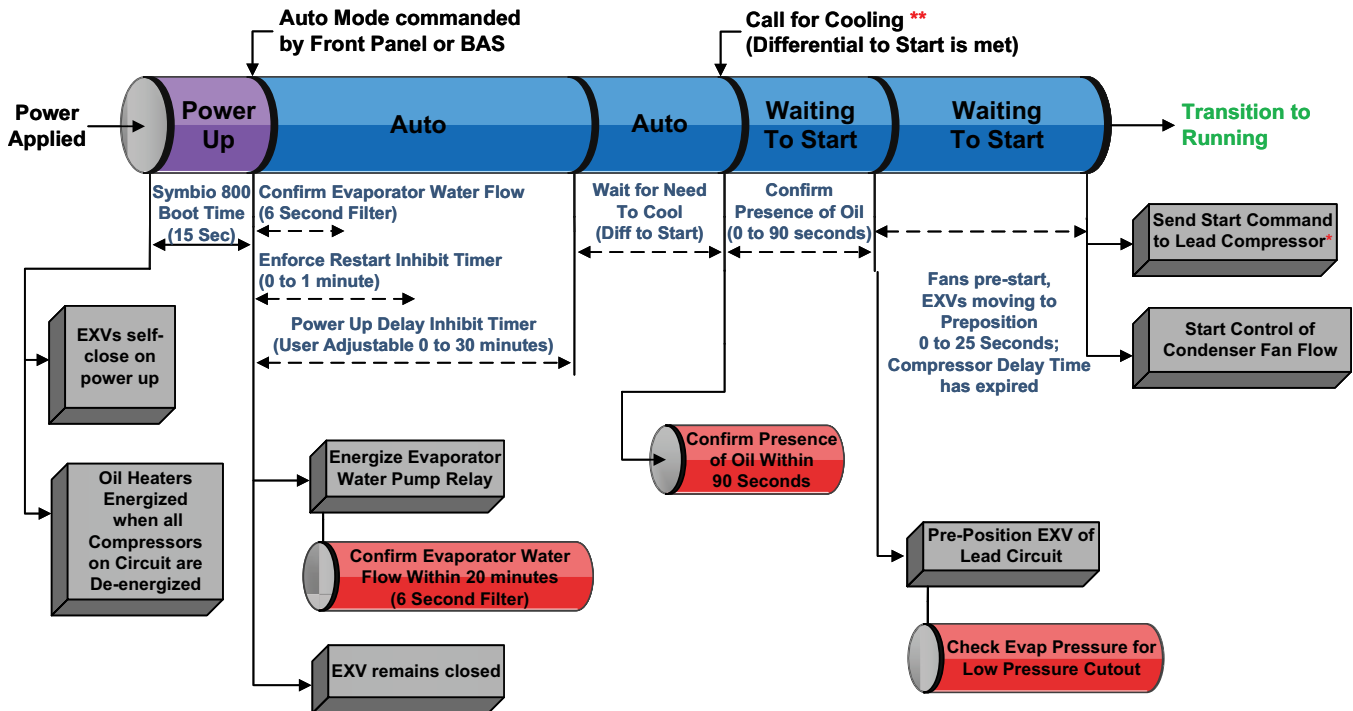 Auto Mode commanded
by Front Panel or BAS
Call for Cooling **
(Differential to Start is met)
Power
Applied
Power
Up
Auto
Auto
Waiting
To Start
Waiting
To Start
Transition to
Running
Symbio 800
Boot Time
(15 Sec)
Confirm Evaporator Water Flow
(6 Second Filter)
Enforce Restart Inhibit Timer
(0 to 1 minute)
Power Up Delay Inhibit Timer
(User Adjustable 0 to 30 minutes)
Wait for Need
To Cool
(Diff to Start)
Confirm
Presence of Oil
(0 to 90 seconds)
Fans pre-start,
EXVs moving to
Preposition
0 to 25 Seconds;
Compressor Delay Time
has expired
Send Start Command
to Lead Compressor*
Start Control of
Condenser Fan Flow
EXVs self-
close on
power up
Oil Heaters
Energized
when all
Compressors
on Circuit are
De-energized
Energize Evaporator
Water Pump Relay
Confirm Evaporator Water
Flow Within 20 minutes
(6 Second Filter)
EXV remains closed
Confirm Presence
of Oil Within
90 Seconds
Pre-Position EXV of
Lead Circuit
Check Evap Pressure for
Low Pressure Cutout